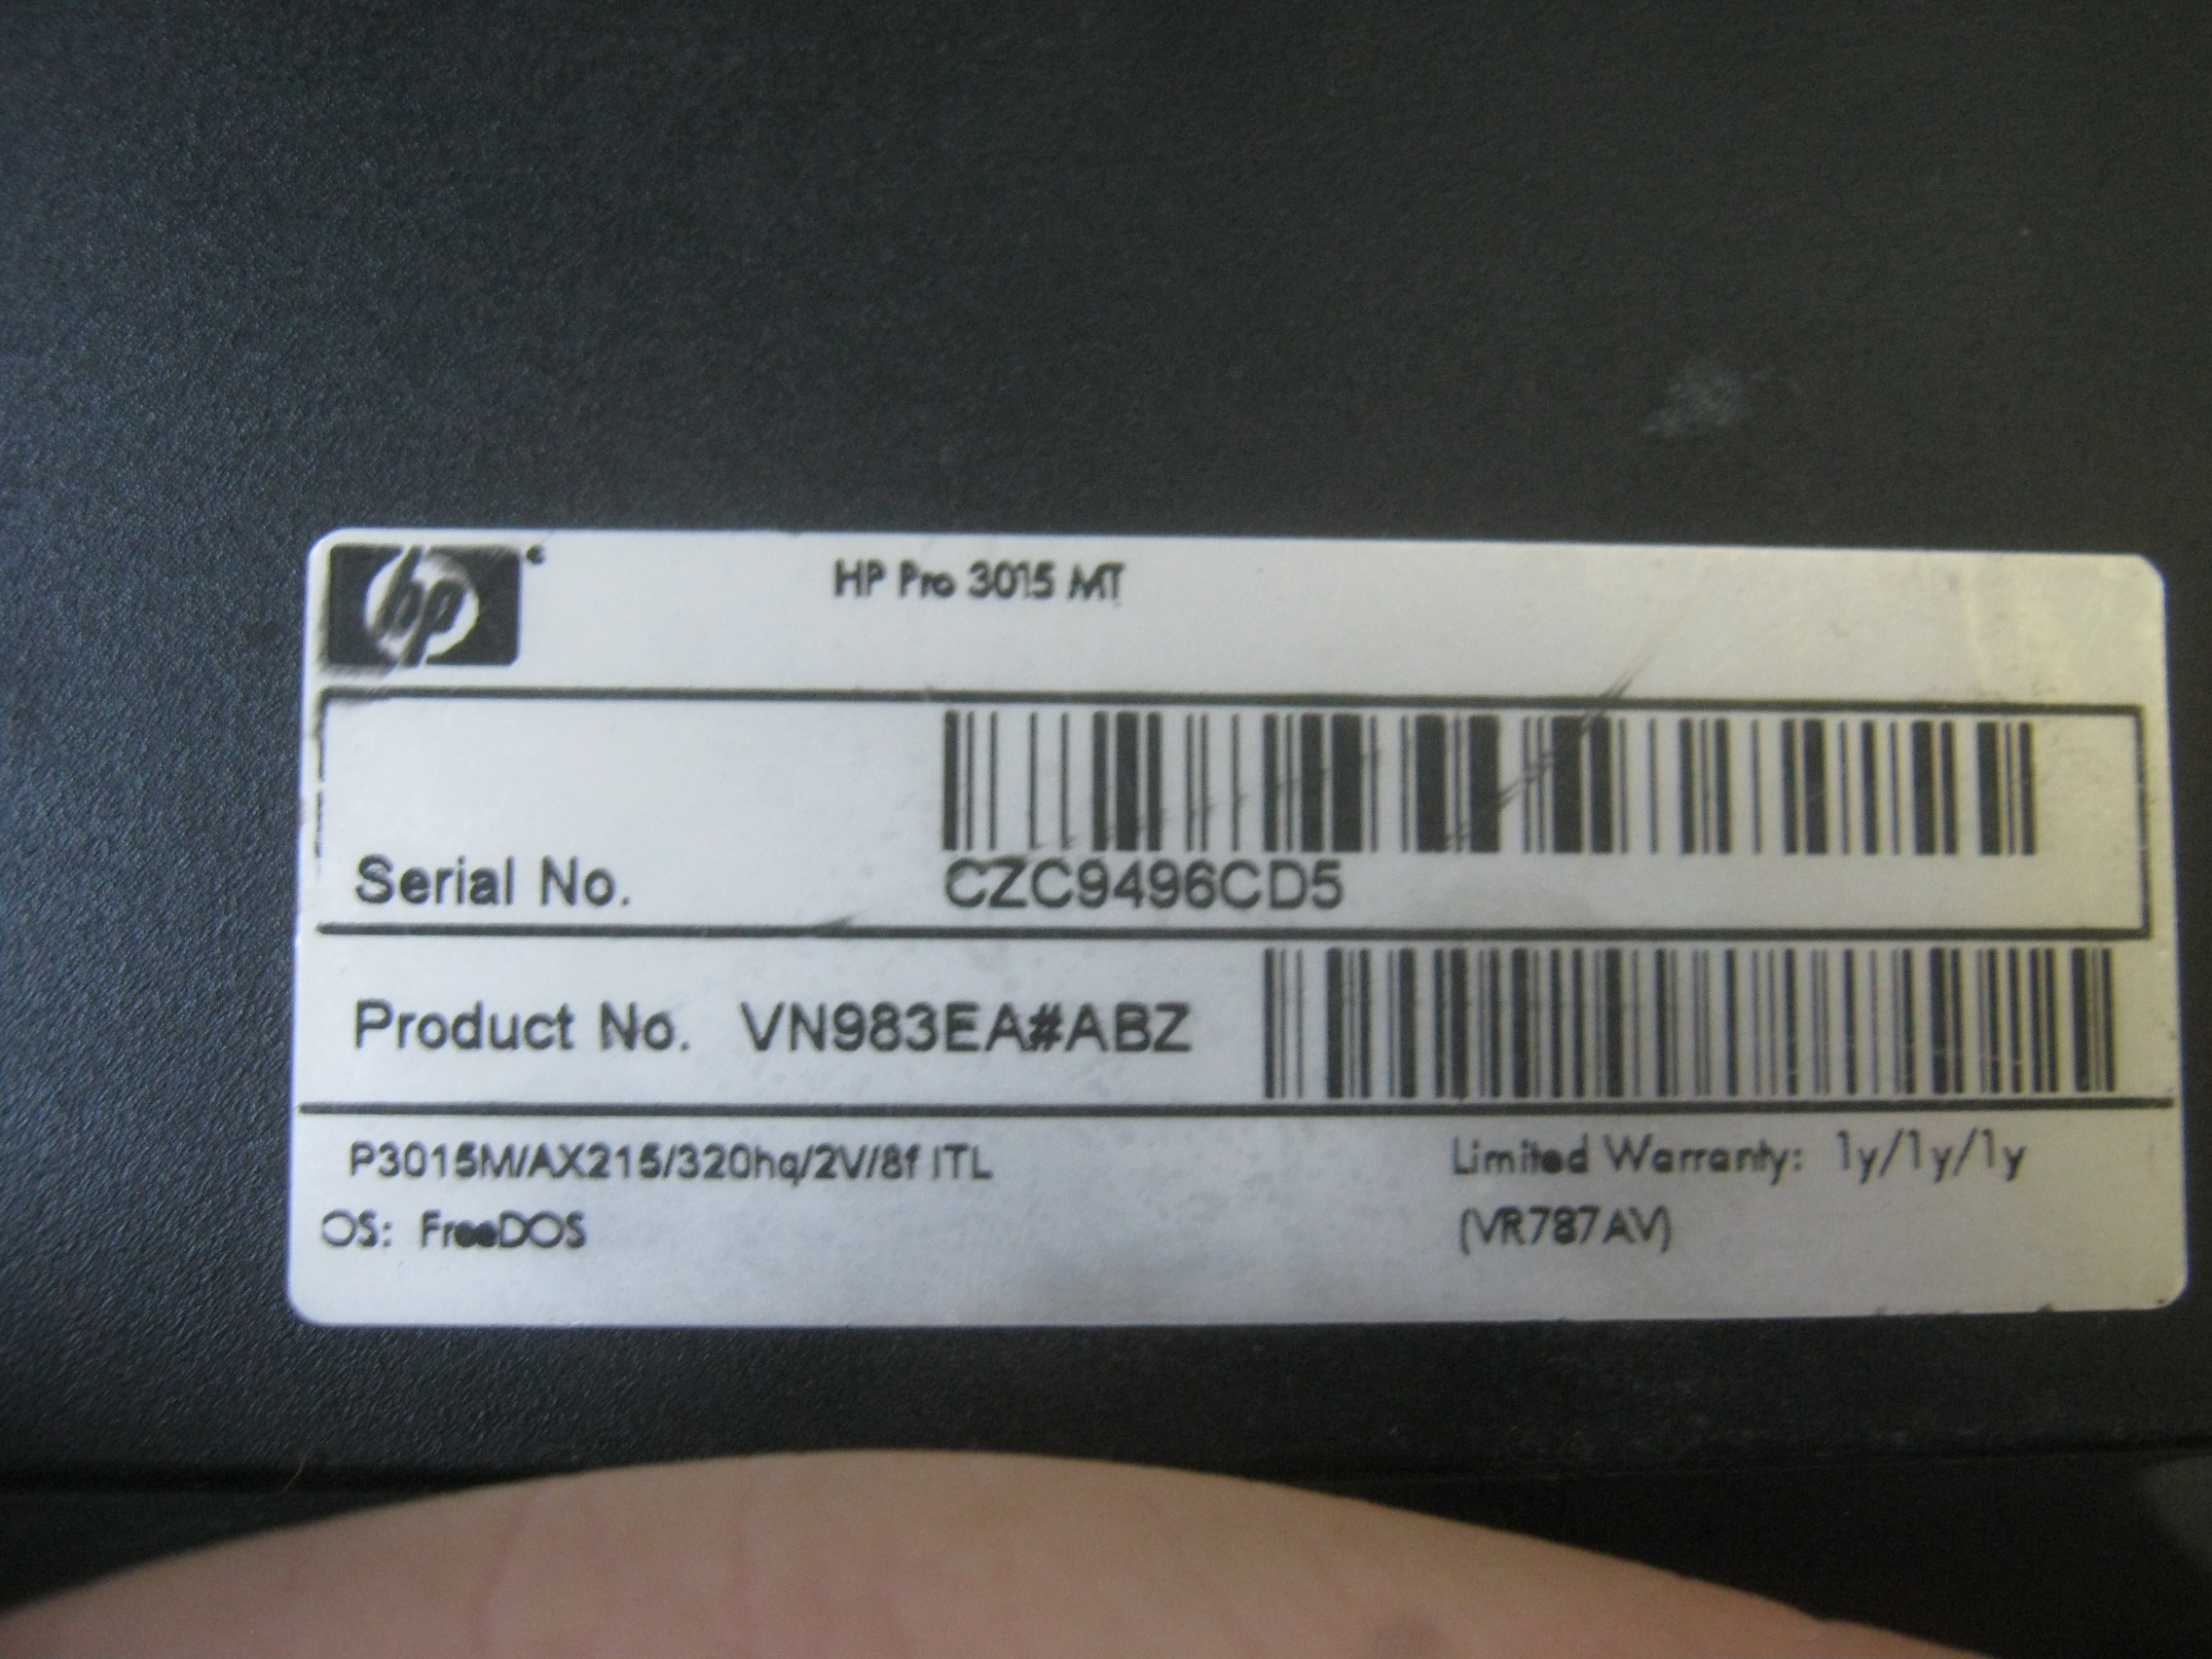 hp
HP Pro 3015 MT
Serial No. CZC9496CD5
Product No. VN983EA#ABZ
P3015M/AX215/320hq/2V/8f ITL Limited Warranty: 1y/1y/1y
OS: FreeDOS (VR787AV)